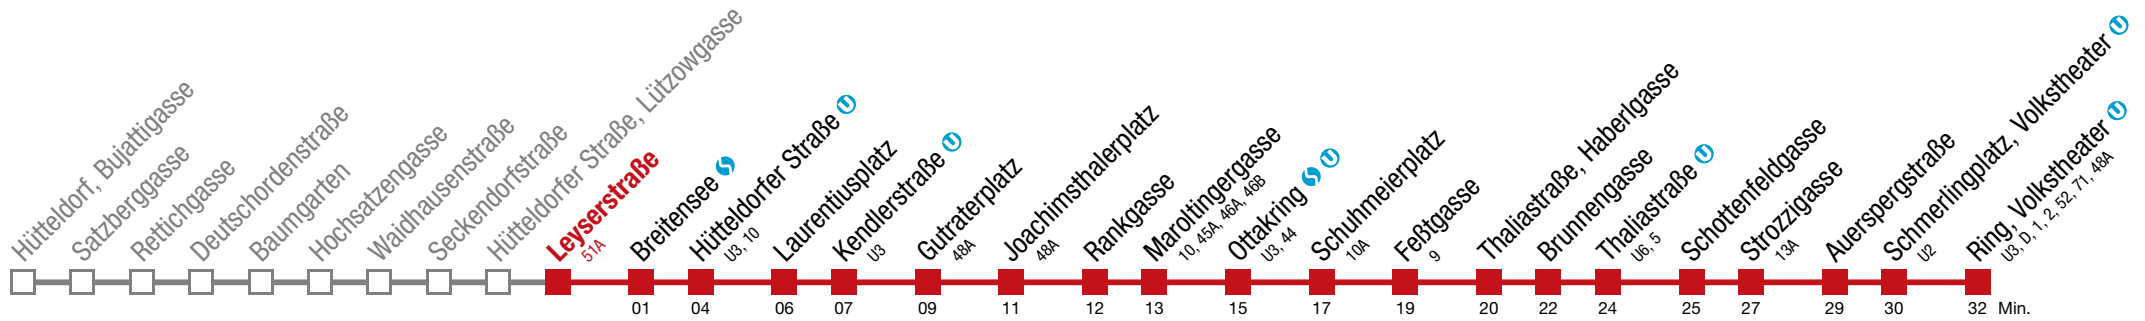 Hütteldorf, Bujattigasse
Satzberggasse
Rettichgasse
Deutschordenstraße
Baumgarten
Hochsatzengasse
Waidhausenstraße
Seckendorfstraße
Hütteldorfer Straße, Lützowgasse
Leyserstraße
51A
Breitensee
Hütteldorfer Straße U
U3, 10
Laurentiusplatz
Kendlerstraße U
U3
Gutraterplatz
48A
Joachimsthalerplatz
48A
Rankgasse
Maroltingergasse
10, 45A, 46A, 46B
Ottakring U
U3, 44
Schuhmeierplatz
10A
Feßtgasse
9
Thaliastraße, Haberlgasse
Brunnengasse
Thaliastraße U
U6, 5
Schottenfeldgasse
Strozzigasse
13A
Auerspergstraße
Schmerlingplatz, Volkstheater U
U2
Ring, Volkstheater U
U3, D, 1, 2, 52, 71, 48A
01 04 06 07 09 11 12 13 15 17 19 20 22 24 25 27 29 30 32 Min.